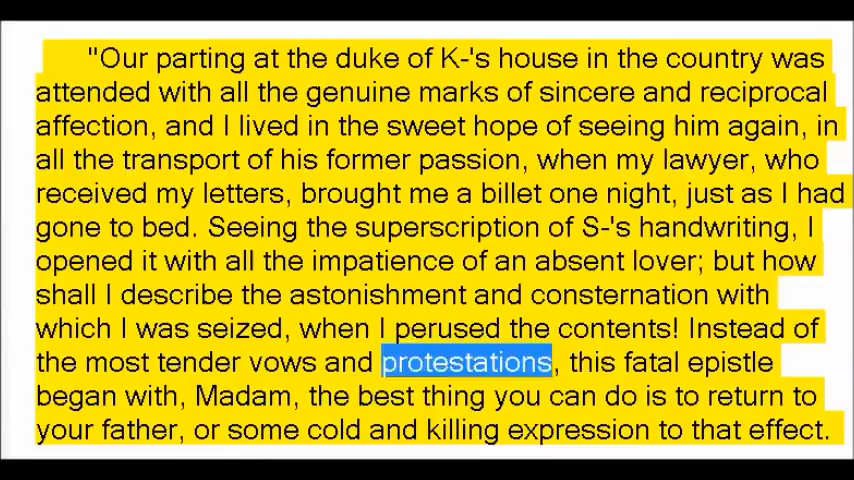 "Our parting at the duke of K-'s house in the country was
attended with all the genuine marks of sincere and reciprocal
affection, and I lived in the sweet hope of seeing him again, in
all the transport of his former passion, when my lawyer, who
received my letters, brought me a billet one night, just as I had
gone to bed. Seeing the superscription of S-'s handwriting, I
opened it with all the impatience of an absent lover; but how
shall I describe the astonishment and consternation with
which I was seized, when I perused the contents! Instead of
the most tender vows and protestations, this fatal epistle
began with, Madam, the best thing you can do is to return to
your father, or some cold and killing expression to that effect.